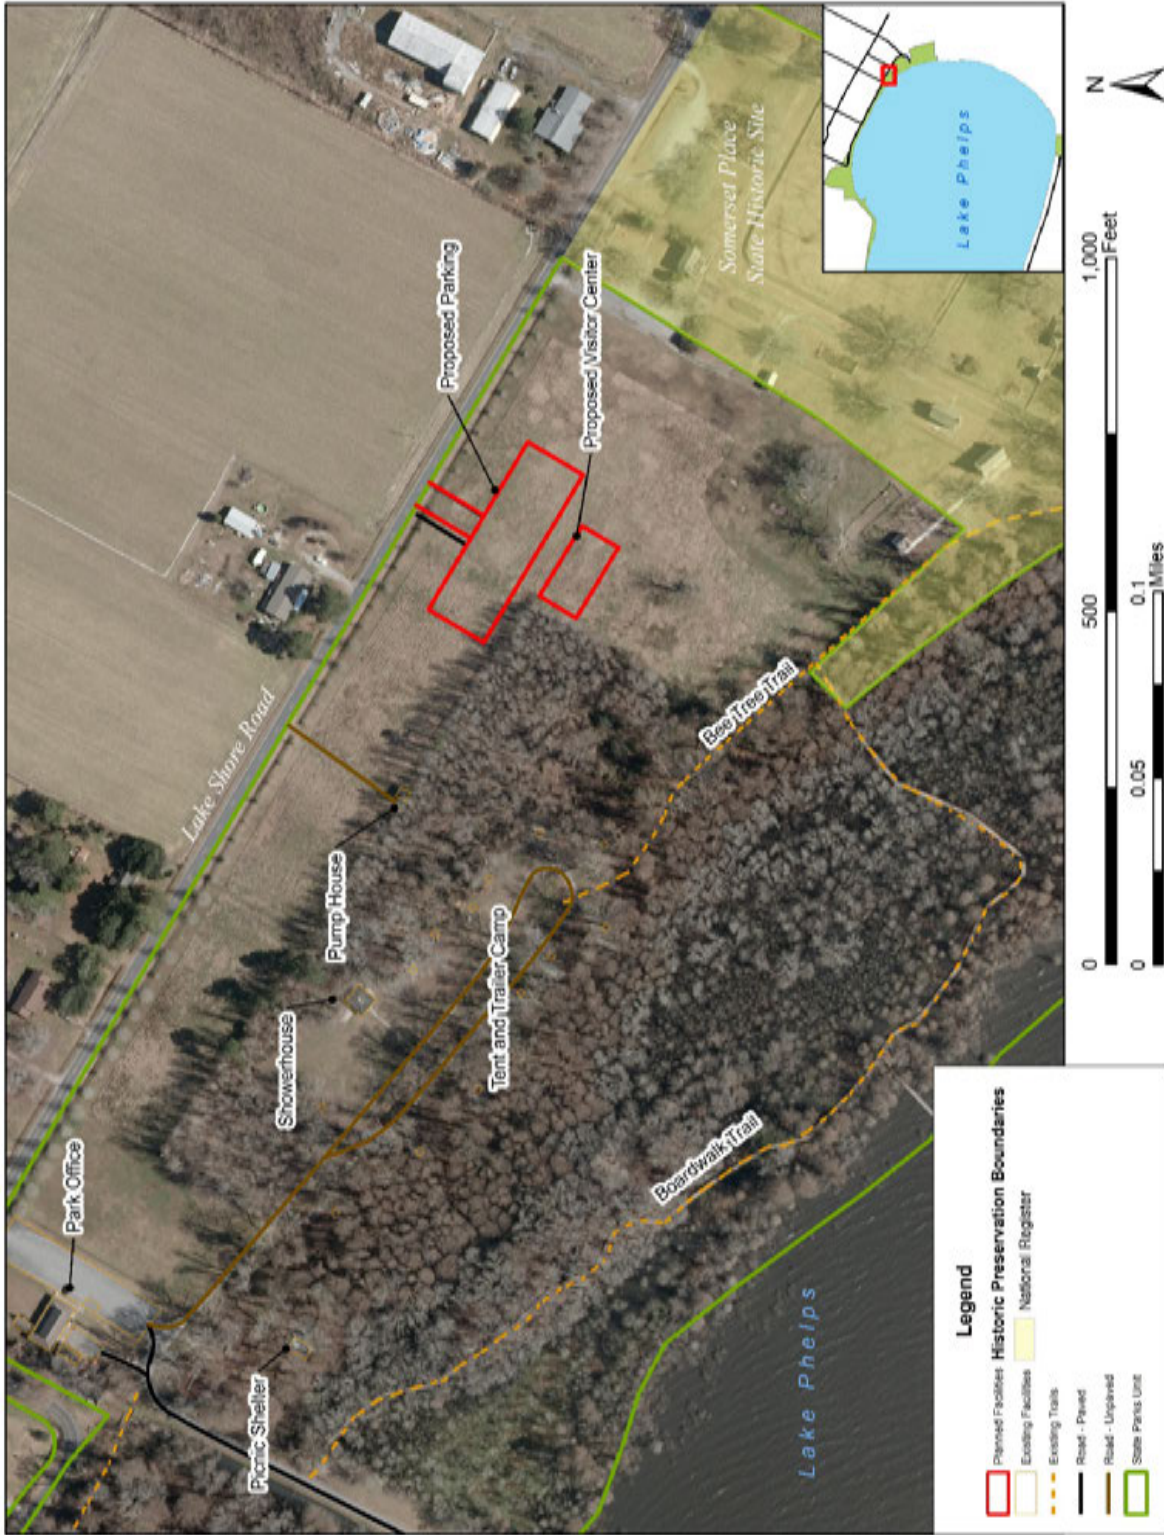 Park Office
Picnic Shelter
Showerhouse
Pump House
Lake Shore Road
Tent and Trailer Camp
Proposed Parking
Proposed Visitor Center
Bee Tree Trail
Boardwalk Trail
Somerset Place
State Historic Site
Lake Phelps
Lake Phelps
N
0 500 1,000
Feet
0 0.05 0.1
Miles
Legend
Planned Facilities
Existing Facilities
Existing Trails
Road - Paved
Road - Unpaved
State Parks Unit
Historic Preservation Boundaries
National Register